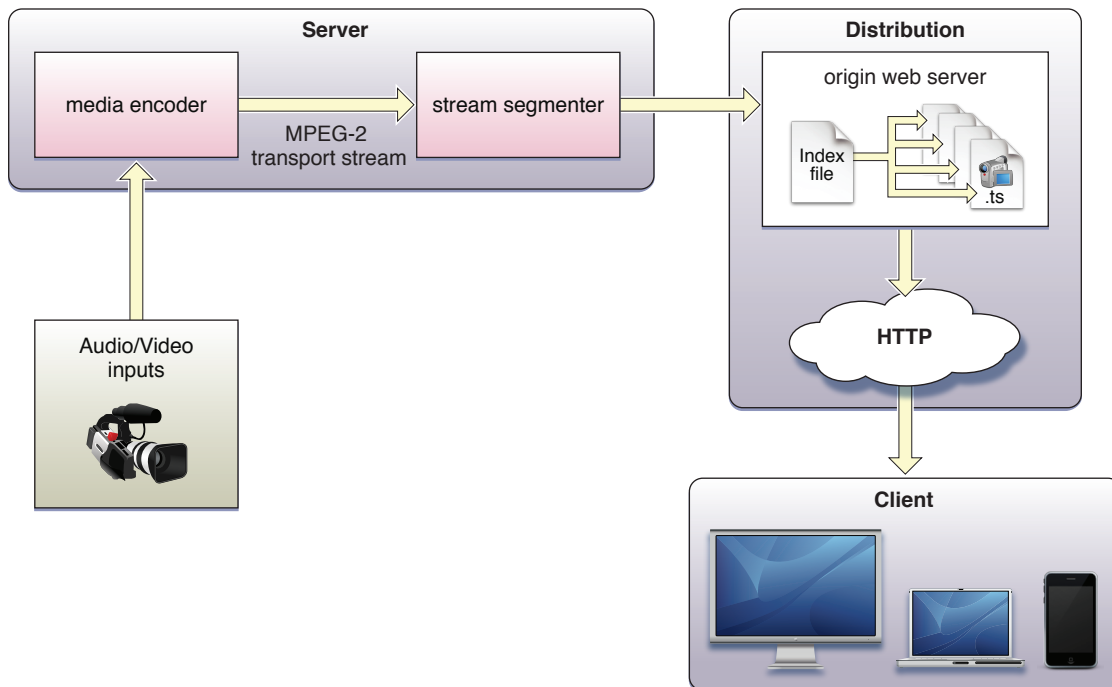 Server
media encoder
MPEG-2
transport stream
stream segmenter
Distribution
origin web server
Index
file
.ts
HTTP
Audio/Video
inputs
Client